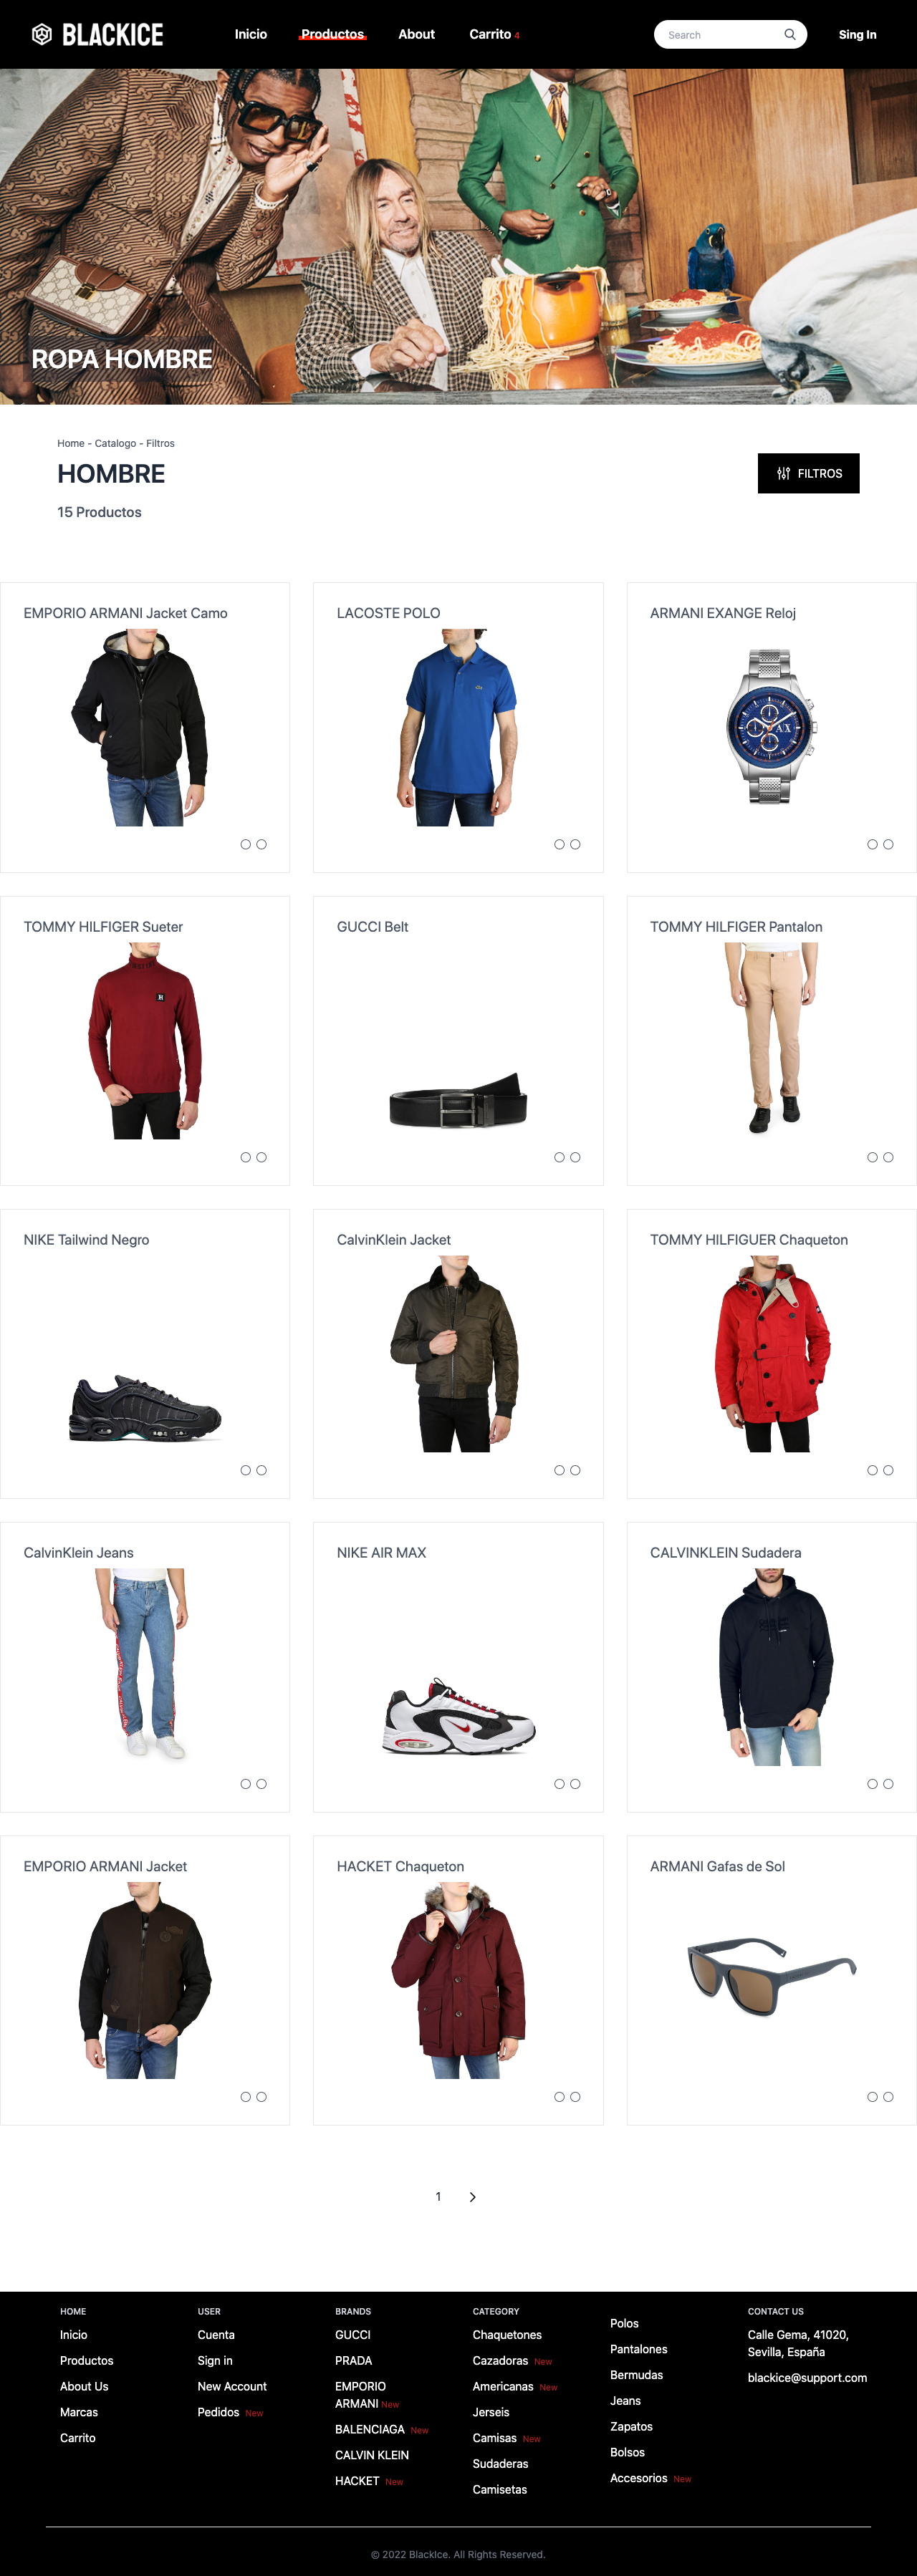 BLACKICE
Inicio
Productos
About
Carrito 4
Search
Sing In
ROPA HOMBRE
Home - Catalogo - Filtros
HOMBRE
FILTROS
15 Productos
EMPORIO ARMANI Jacket Camo
LACOSTE POLO
ARMANI EXANGE Reloj
A|X
TOMMY HILFIGER Sueter
H
GUCCI Belt
TOMMY HILFIGER Pantalon
NIKE Tailwind Negro
CalvinKlein Jacket
TOMMY HILFIGUER Chaqueton
CalvinKlein Jeans
NIKE AIR MAX
CALVINKLEIN Sudadera
EMPORIO ARMANI Jacket
HACKET Chaqueton
ARMANI Gafas de Sol
1
HOME
Inicio
Productos
About Us
Marcas
Carrito
USER
Cuenta
Sign in
New Account
Pedidos New
BRANDS
GUCCI
PRADA
EMPORIO
ARMANI New
BALENCIAGA New
CALVIN KLEIN
HACKET New
CATEGORY
Chaquetones
Cazadoras New
Americanas New
Jerseis
Camisas New
Sudaderas
Camisetas
Polos
Pantalones
Bermudas
Jeans
Zapatos
Bolsos
Accesorios New
CONTACT US
Calle Gema, 41020,
Sevilla, España
blackice@support.com
© 2022 BlackIce. All Rights Reserved.